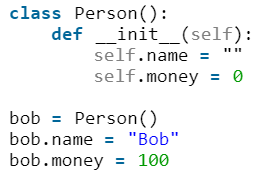 class Person():
    def __init__(self):
        self.name = ""
        self.money = 0

bob = Person()
bob.name = "Bob"
bob.money = 100